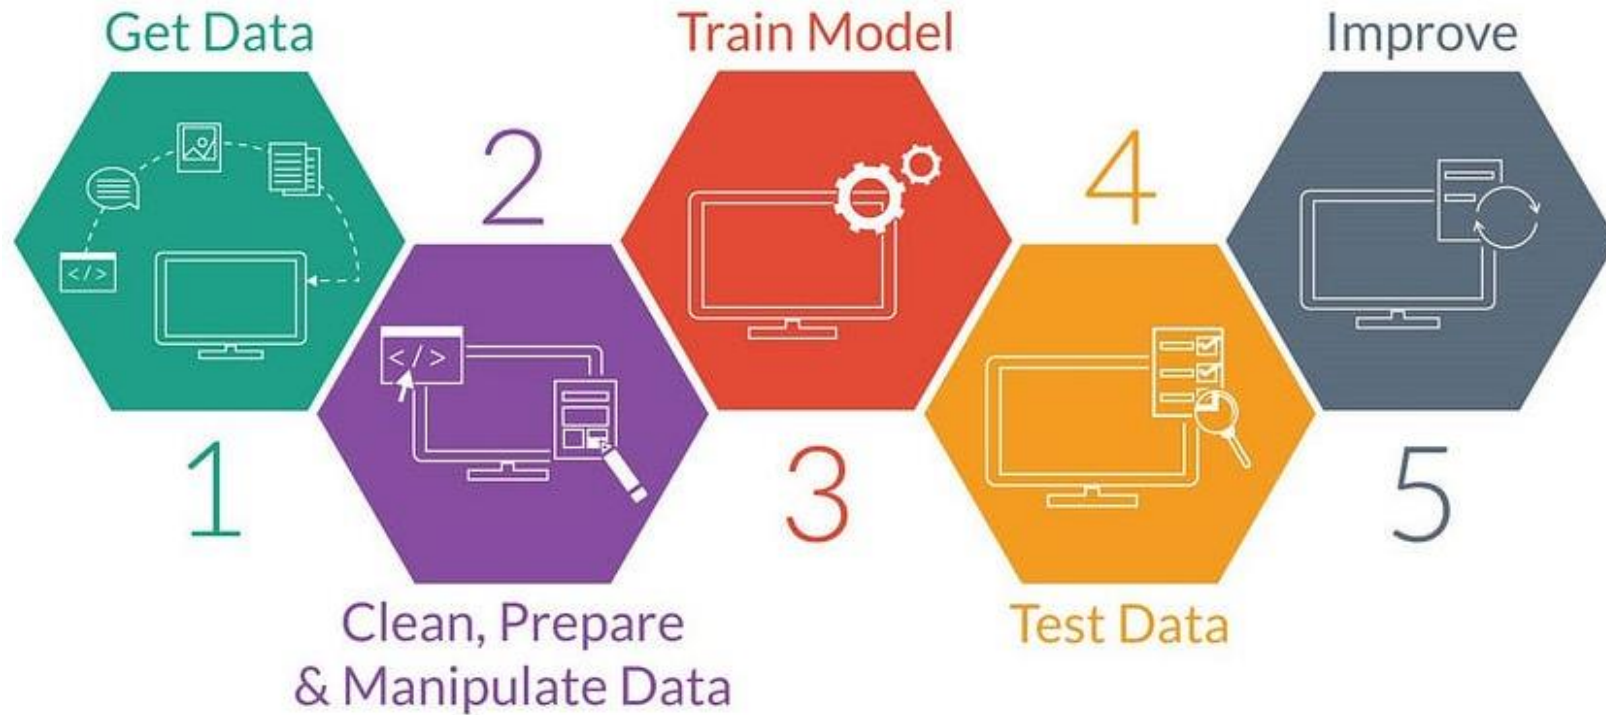 Get Data
1
2
Clean, Prepare
& Manipulate Data
Train Model
3
4
Test Data
Improve
5
</>
</>